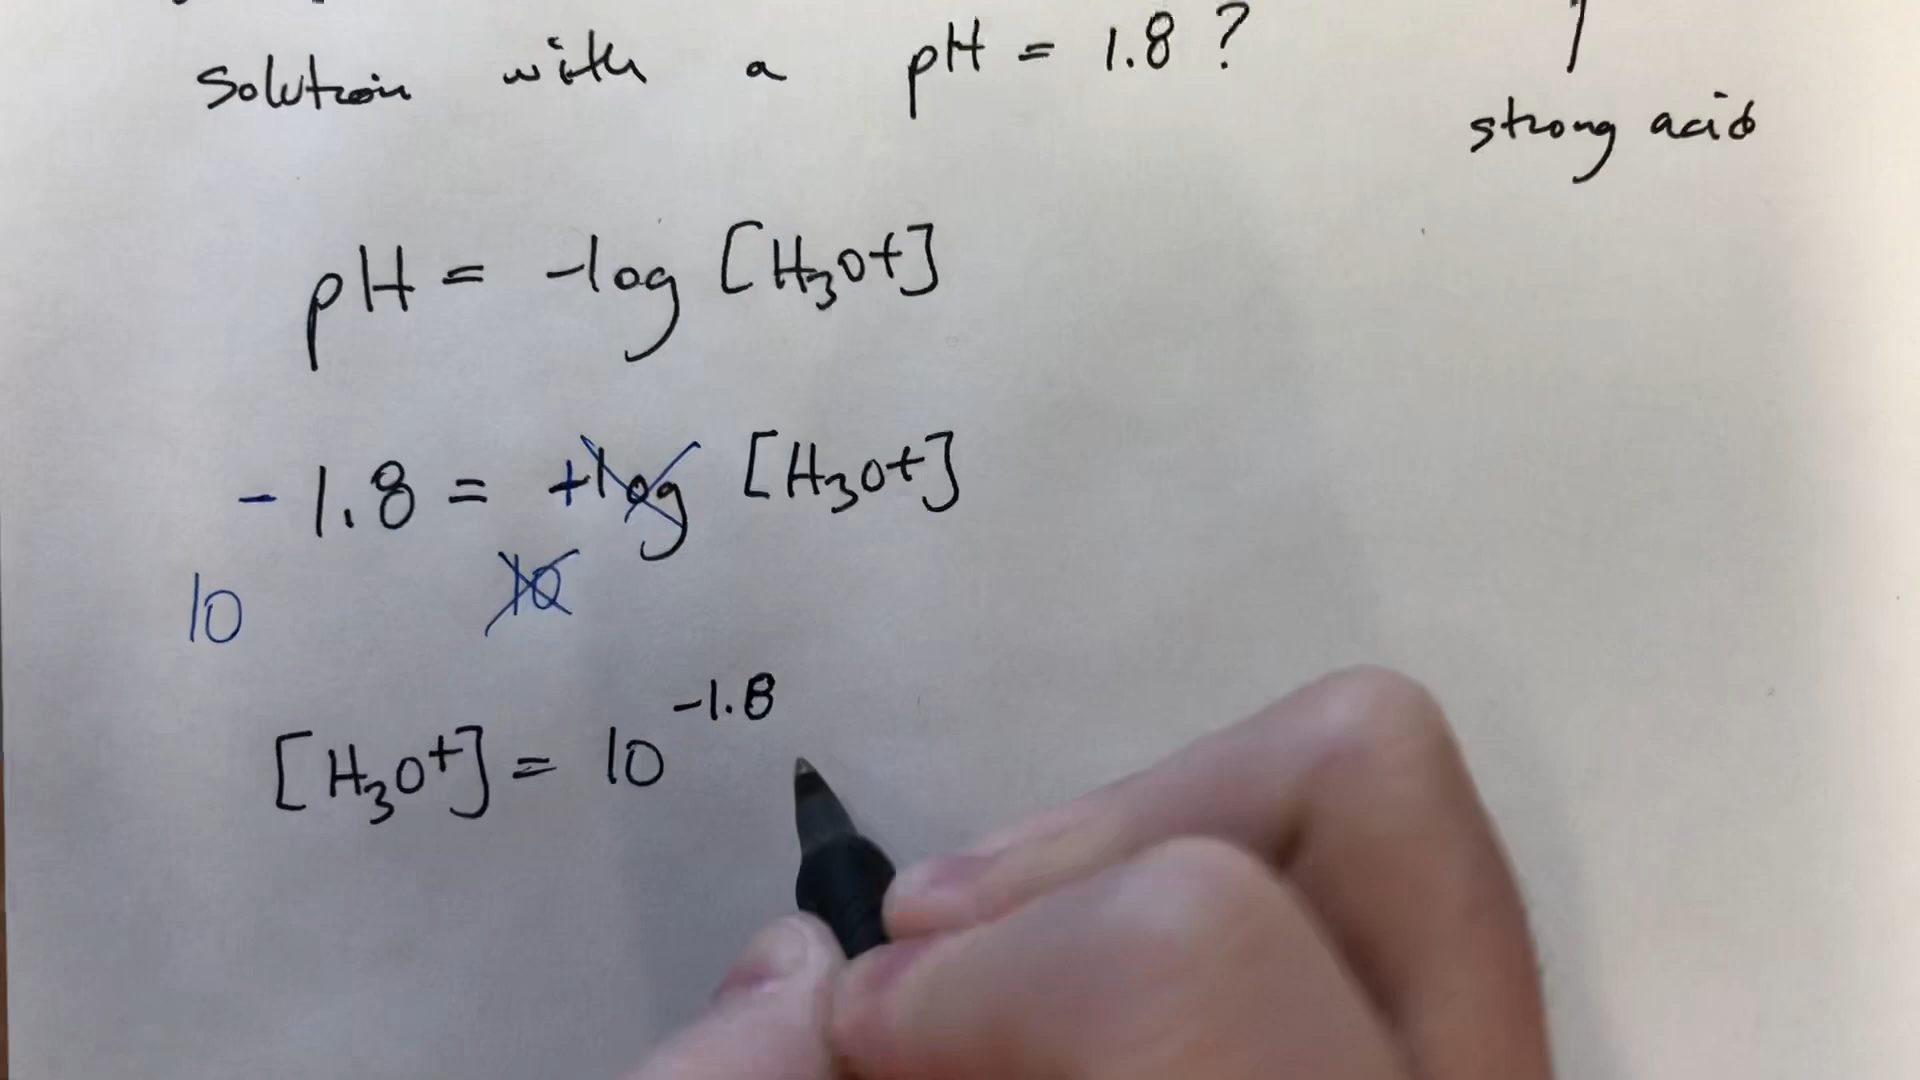 solution with a pH = 1.8 ?
strong acid
pH = -log [H₃O+]
- 1.8 = +log [H₃O+]
10 10
[H₃O+] = 10^-1.8